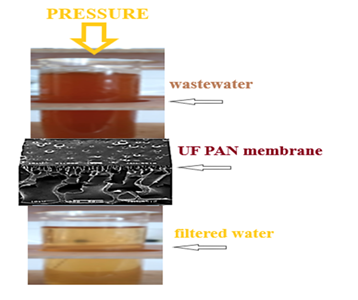 PRESSURE
wastewater
UF PAN membrane
filtered water